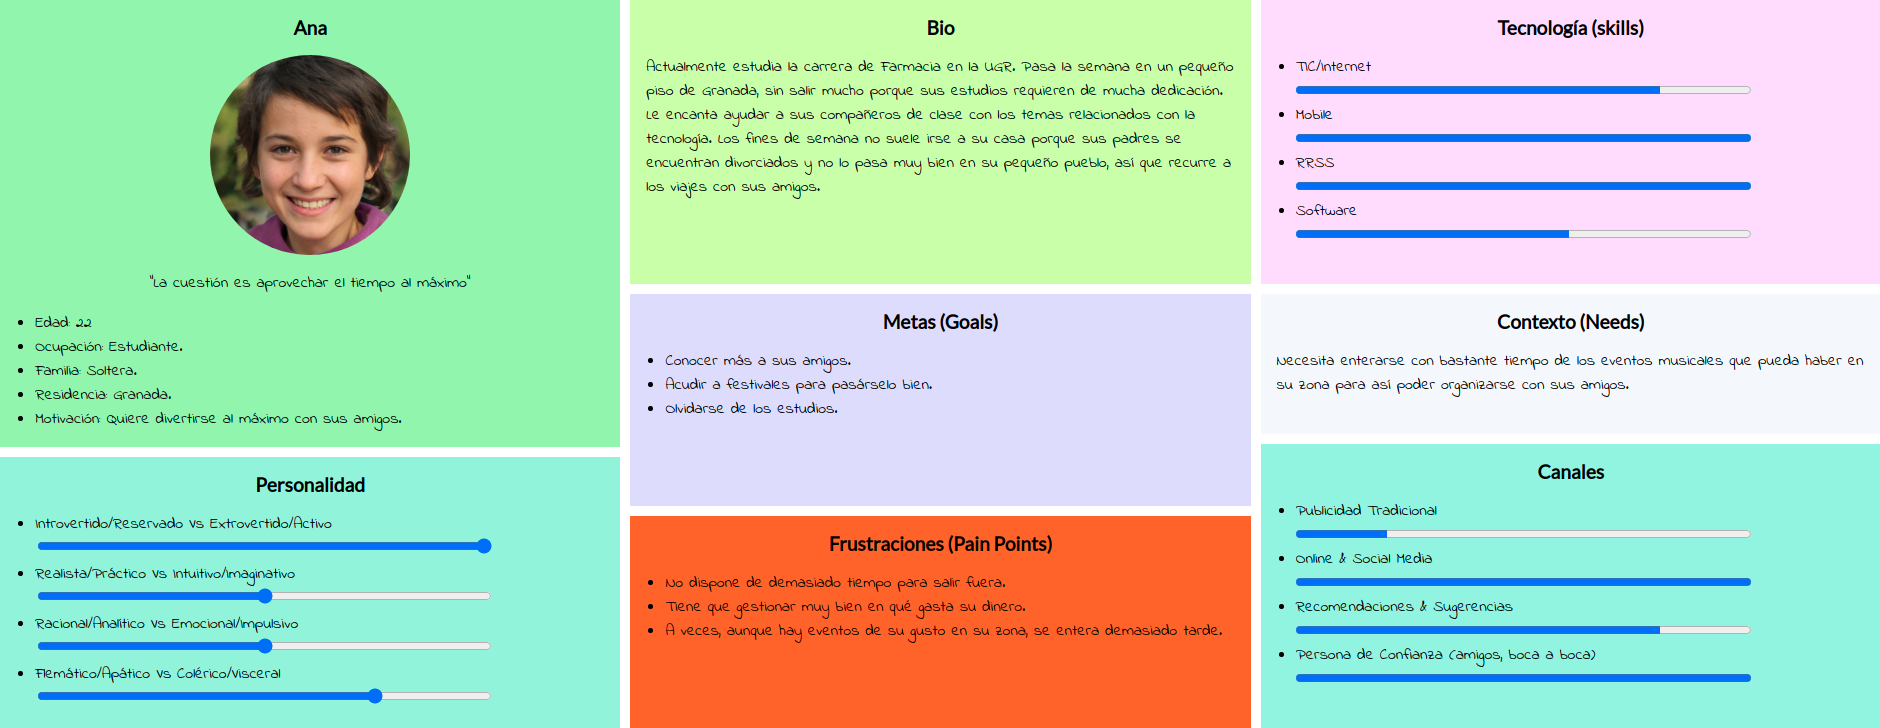 Ana
"La cuestión es aprovechar el tiempo al máximo"
Edad: 22
Ocupación: Estudiante.
Familia: Soltera.
Residencia: Granada.
Motivación: Quiere divertirse al máximo con sus amigos.
Personalidad
Introvertido/Reservado Vs Extrovertido/Activo
Realista/Práctico Vs Intuitivo/Imaginativo
Racional/Analítico Vs Emocional/Impulsivo
Flemático/Apático Vs Colérico/Visceral
Bio
Actualmente estudia la carrera de Farmacia en la UGR. Pasa la semana en un pequeño
piso de Granada, sin salir mucho porque sus estudios requieren de mucha dedicación.
Le encanta ayudar a sus compañeros de clase con los temas relacionados con la
tecnología. Los fines de semana no suele irse a su casa porque sus padres se
encuentran divorciados y no lo pasa muy bien en su pequeño pueblo, así que recurre a
los viajes con sus amigos.
Metas (Goals)
Conocer más a sus amigos.
Acudir a festivales para pasárselo bien.
Olvidarse de los estudios.
Frustraciones (Pain Points)
No dispone de demasiado tiempo para salir fuera.
Tiene que gestionar muy bien en qué gasta su dinero.
A veces, aunque hay eventos de su gusto en su zona, se entera demasiado tarde.
Tecnología (skills)
TIC/Internet
Mobile
RRSS
Software
Contexto (Needs)
Necesita enterarse con bastante tiempo de los eventos musicales que pueda haber en
su zona para así poder organizarse con sus amigos.
Canales
Publicidad Tradicional
Online & Social Media
Recomendaciones & Sugerencias
Persona de Confianza (amigos, boca a boca)